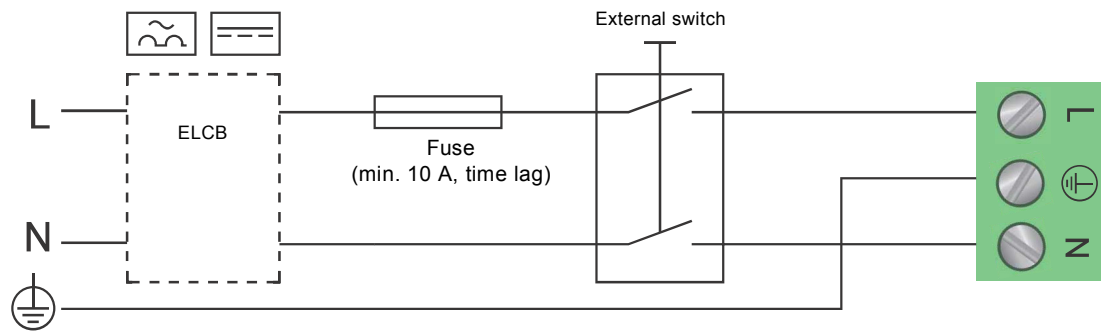 External switch
L
ELCB
Fuse
(min. 10 A, time lag)
N
L
N